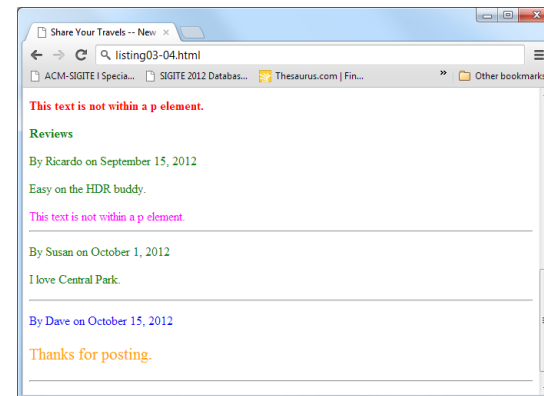 Share Your Travels -- New
listing03-04.html
ACM-SIGITE I Specia... SIGITE 2012 Databas... Thesaurus.com | Fin... » Other bookmarks
This text is not within a p element.
Reviews
By Ricardo on September 15, 2012
Easy on the HDR buddy.
This text is not within a p element.
By Susan on October 1, 2012
I love Central Park.
By Dave on October 15, 2012
Thanks for posting.